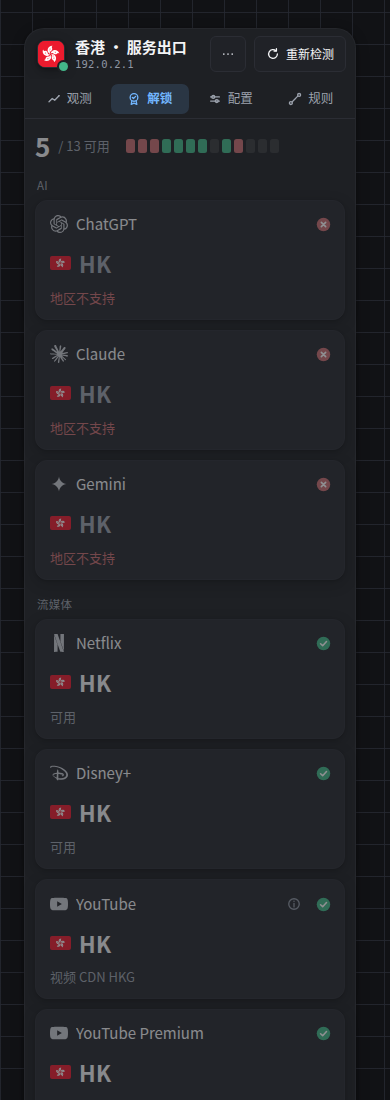 香港 · 服务出口
192.0.2.1
···
重新检测
观测
解锁
配置
规则
5 / 13 可用
AI
ChatGPT
HK
地区不支持
Claude
HK
地区不支持
Gemini
HK
地区不支持
流媒体
Netflix
HK
可用
Disney+
HK
可用
YouTube
HK
视频 CDN HKG
YouTube Premium
HK